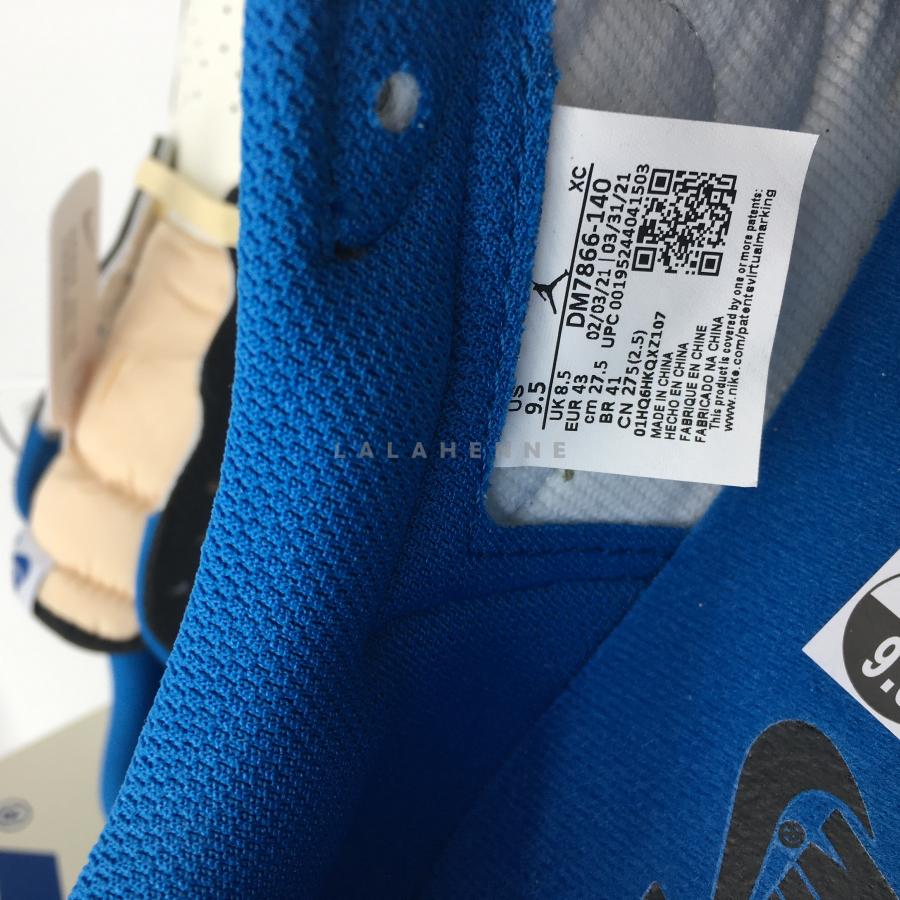 US
9.5
XC
UK 8.5
EUR 43
cm 27.5
BR 41
CN 275(2.5)
DM7866-140
02/03/21 | 03/31/21
UPC 00195244041503
01HQ6HKQXZ107
MADE IN CHINA
HECHO EN CHINA
FABRIQUE EN CHINE
FABRICADO NA CHINA
This product is covered by one or more patents:
www.nike.com/patentsvirtualmarking
LALAHENNE